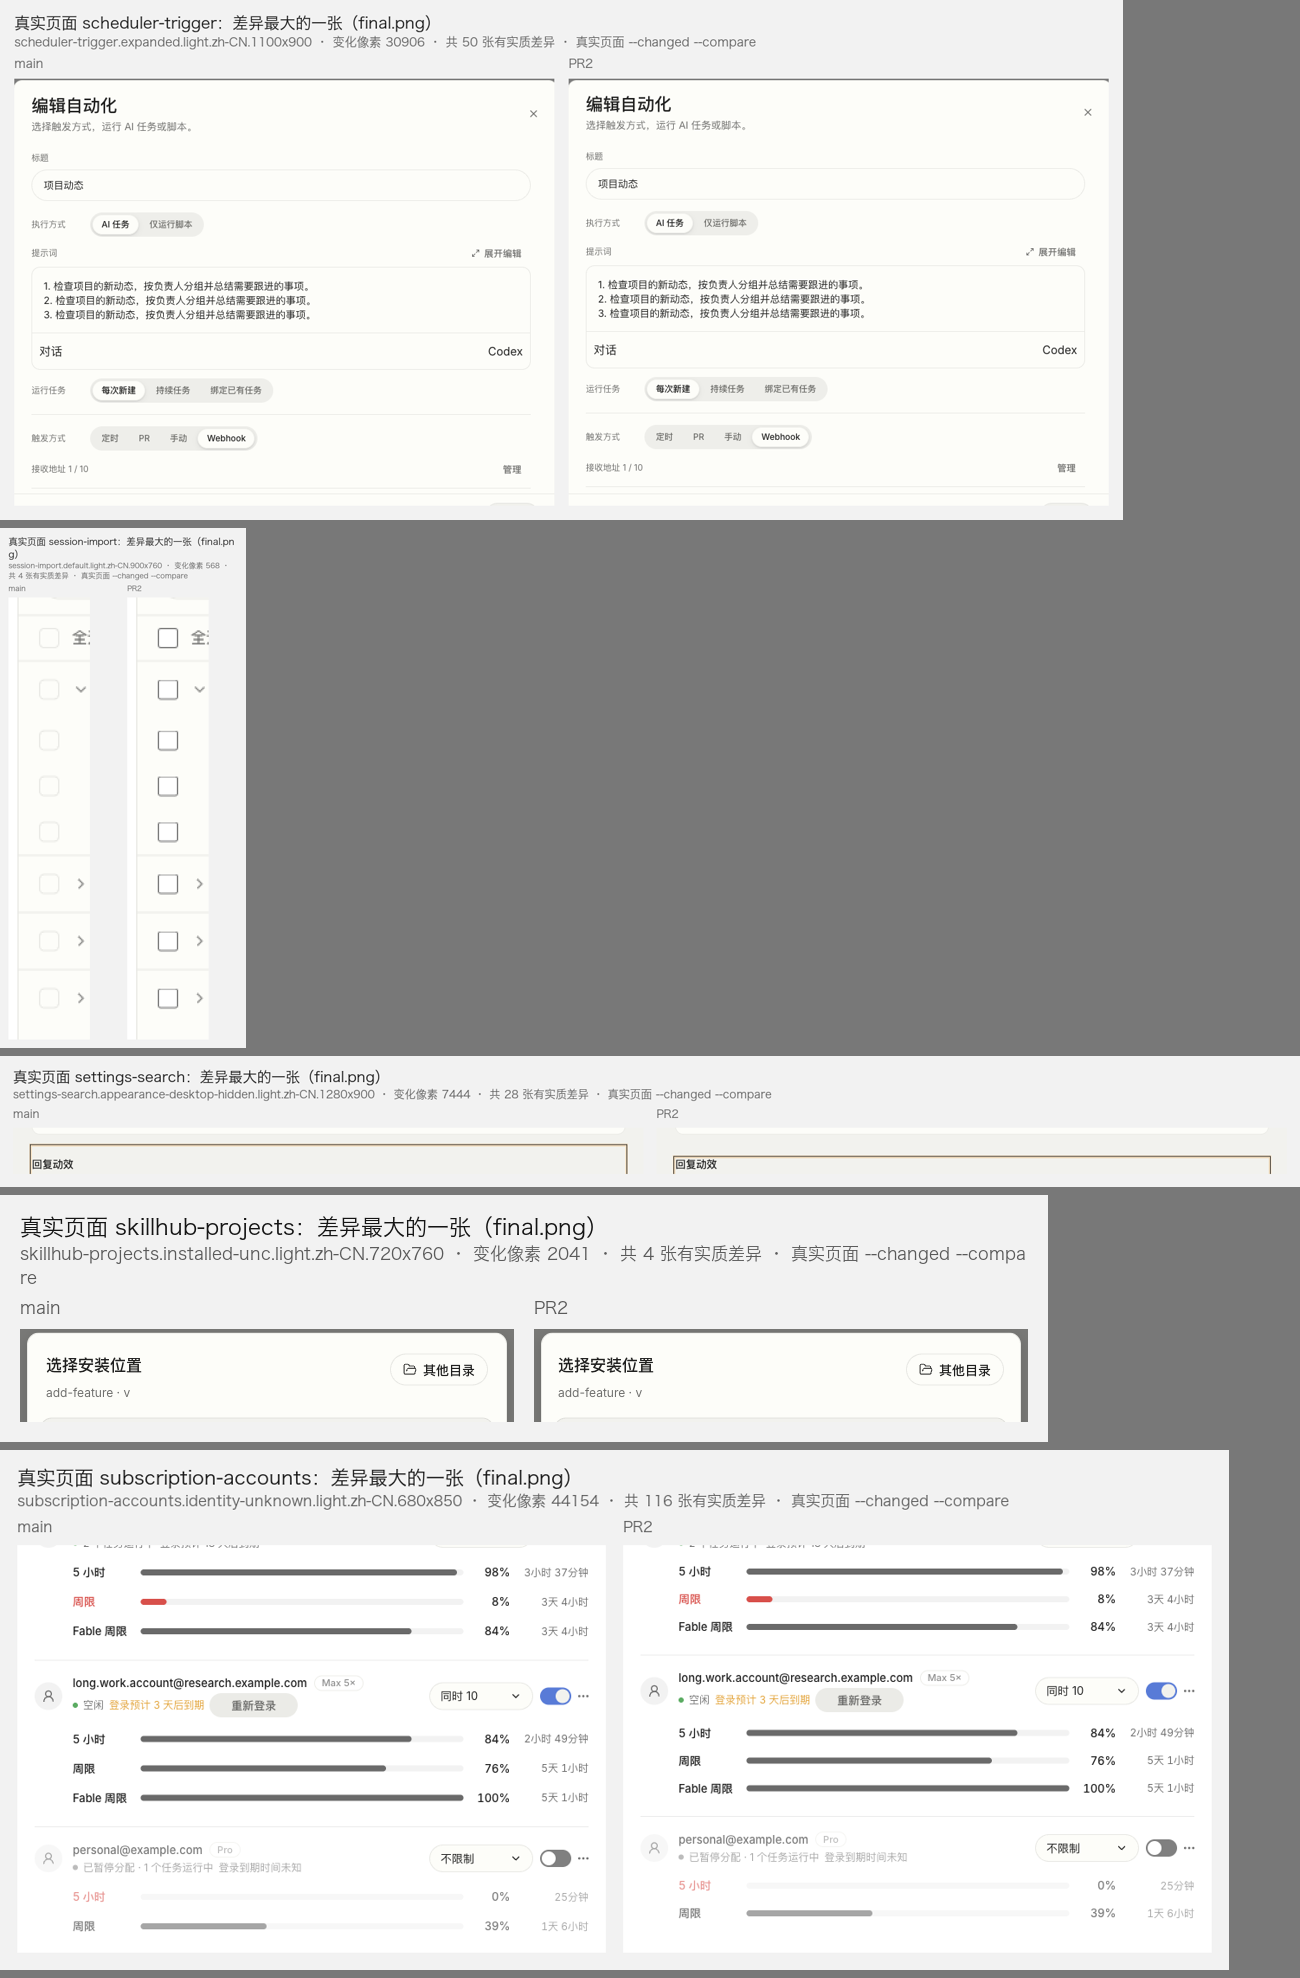 真实页面 scheduler-trigger：差异最大的一张（final.png）
scheduler-trigger.expanded.light.zh-CN.1100x900 · 变化像素 30906 · 共 50 张有实质差异 · 真实页面 --changed --compare
main
编辑自动化
选择触发方式，运行 AI 任务或脚本。
标题
项目动态
执行方式 AI 任务 仅运行脚本
提示词 展开编辑
1. 检查项目的新动态，按负责人分组并总结需要跟进的事项。
2. 检查项目的新动态，按负责人分组并总结需要跟进的事项。
3. 检查项目的新动态，按负责人分组并总结需要跟进的事项。
对话 Codex
运行任务 每次新建 持续任务 绑定已有任务
触发方式 定时 PR 手动 Webhook
接收地址 1 / 10 管理
PR2
编辑自动化
选择触发方式，运行 AI 任务或脚本。
标题
项目动态
执行方式 AI 任务 仅运行脚本
提示词 展开编辑
1. 检查项目的新动态，按负责人分组并总结需要跟进的事项。
2. 检查项目的新动态，按负责人分组并总结需要跟进的事项。
3. 检查项目的新动态，按负责人分组并总结需要跟进的事项。
对话 Codex
运行任务 每次新建 持续任务 绑定已有任务
触发方式 定时 PR 手动 Webhook
接收地址 1 / 10 管理
真实页面 session-import：差异最大的一张（final.pn
g）
session-import.default.light.zh-CN.900x760 · 变化像素 568 ·
共 4 张有实质差异 · 真实页面 --changed --compare
main
全
PR2
全
真实页面 settings-search：差异最大的一张（final.png）
settings-search.appearance-desktop-hidden.light.zh-CN.1280x900 · 变化像素 7444 · 共 28 张有实质差异 · 真实页面 --changed --compare
main
回复动效
PR2
回复动效
真实页面 skillhub-projects：差异最大的一张（final.png）
skillhub-projects.installed-unc.light.zh-CN.720x760 · 变化像素 2041 · 共 4 张有实质差异 · 真实页面 --changed --compa
re
main
选择安装位置 其他目录
add-feature · v
PR2
选择安装位置 其他目录
add-feature · v
真实页面 subscription-accounts：差异最大的一张（final.png）
subscription-accounts.identity-unknown.light.zh-CN.680x850 · 变化像素 44154 · 共 116 张有实质差异 · 真实页面 --changed --compare
main
5 小时 98% 3小时 37分钟
周限 8% 3天 4小时
Fable 周限 84% 3天 4小时
long.work.account@research.example.com Max 5×
空闲 登录预计 3 天后到期 重新登录 同时 10
5 小时 84% 2小时 49分钟
周限 76% 5天 1小时
Fable 周限 100% 5天 1小时
personal@example.com Pro
已暂停分配 · 1 个任务运行中 登录到期时间未知 不限制
5 小时 0% 25分钟
周限 39% 1天 6小时
PR2
5 小时 98% 3小时 37分钟
周限 8% 3天 4小时
Fable 周限 84% 3天 4小时
long.work.account@research.example.com Max 5×
空闲 登录预计 3 天后到期 重新登录 同时 10
5 小时 84% 2小时 49分钟
周限 76% 5天 1小时
Fable 周限 100% 5天 1小时
personal@example.com Pro
已暂停分配 · 1 个任务运行中 登录到期时间未知 不限制
5 小时 0% 25分钟
周限 39% 1天 6小时